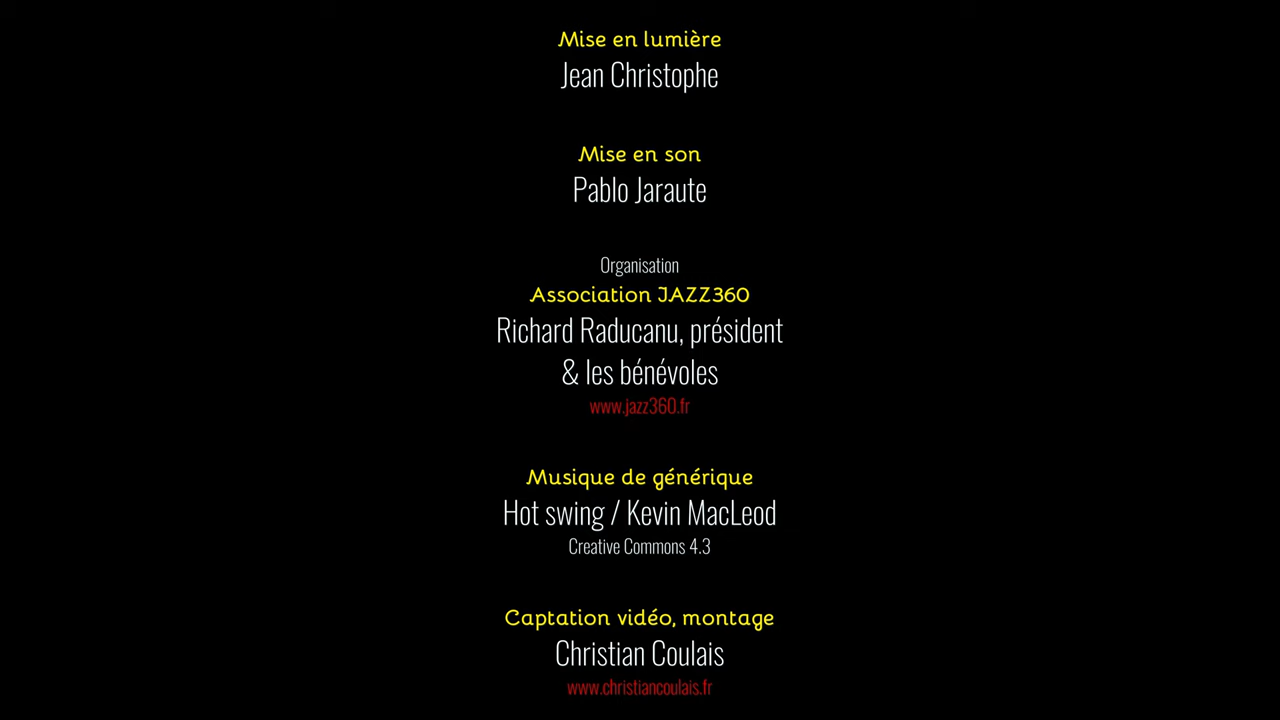 Mise en lumière
Jean Christophe
Mise en son
Pablo Jaraute
Organisation
Association JAZZ360
Richard Raducanu, président
& les bénévoles
www.jazz360.fr
Musique de générique
Hot swing / Kevin MacLeod
Creative Commons 4.3
Captation vidéo, montage
Christian Coulais
www.christiancoulais.fr